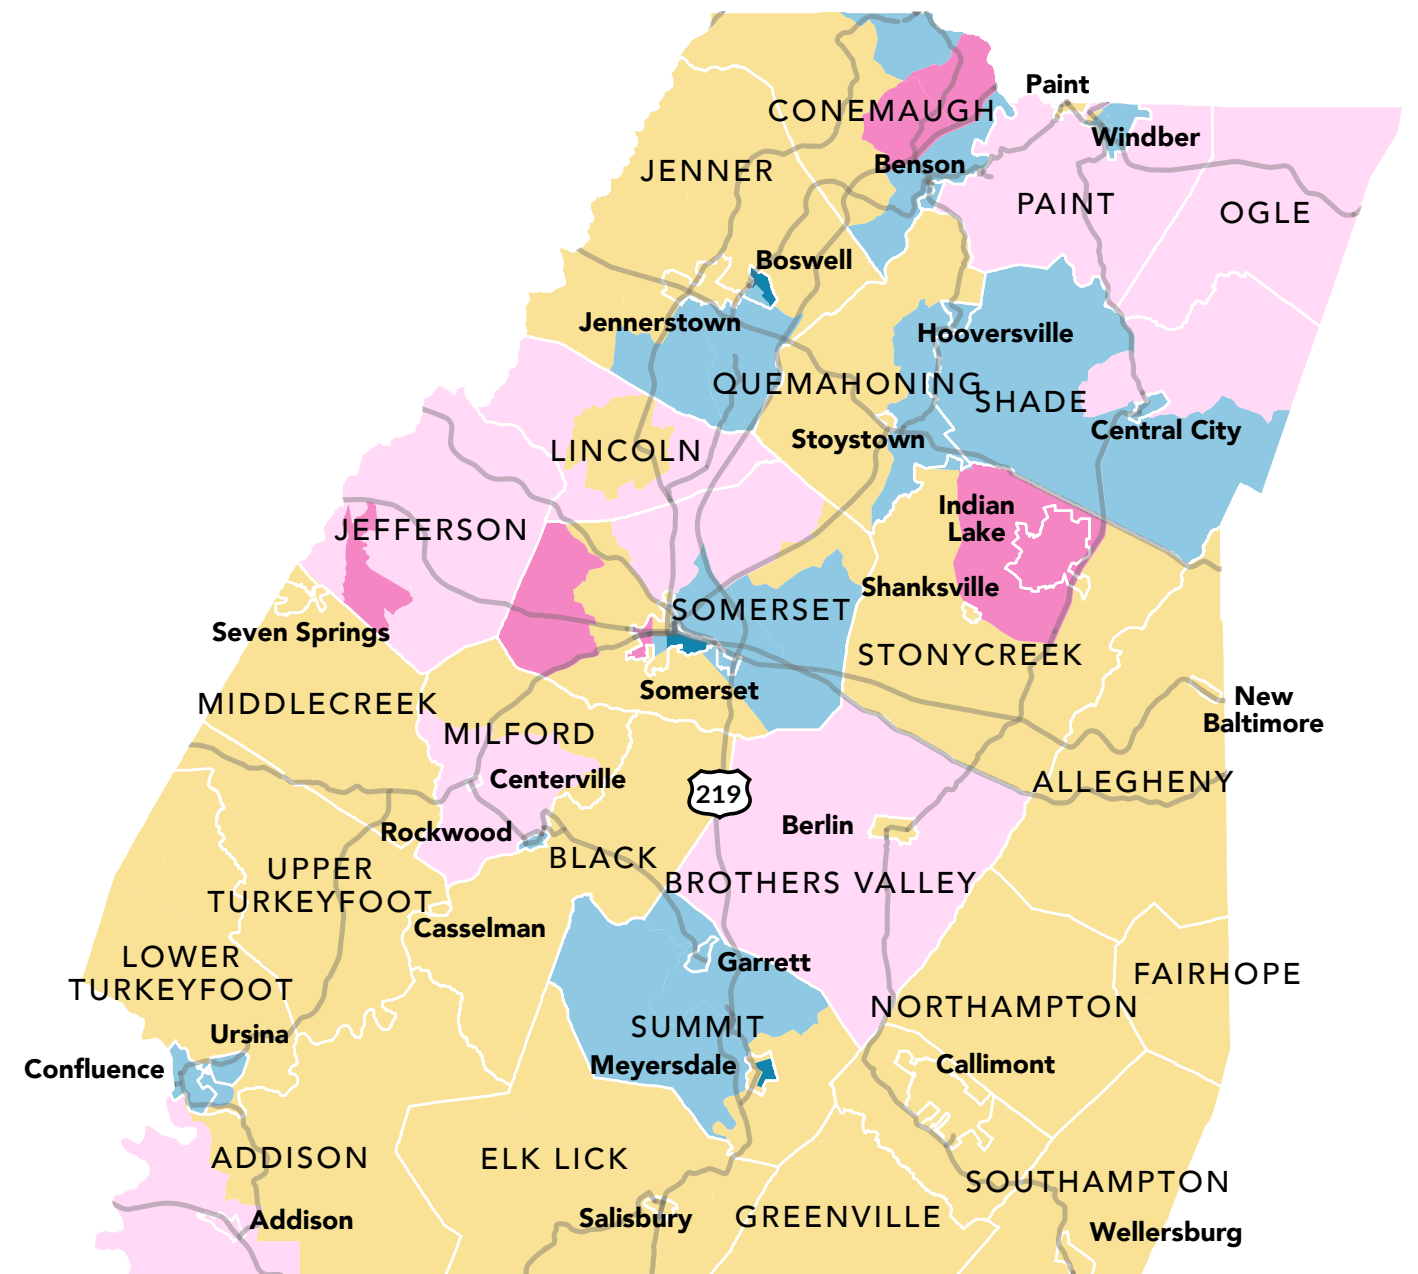 Paint
CONEMAUGH
Windber
Benson
JENNER
PAINT
OGLE
Boswell
Jennerstown
Hooversville
QUEMAHONING
SHADE
Central City
Stoystown
LINCOLN
Indian
Lake
JEFFERSON
Shanksville
SOMERSET
Seven Springs
STONYCREEK
Somerset
MIDDLECREEK
New
Baltimore
MILFORD
Centerville
ALLEGHENY
219
Berlin
Rockwood
BLACK
UPPER
TURKEYFOOT
BROTHERS VALLEY
Casselman
LOWER
TURKEYFOOT
Garrett
FAIRHOPE
NORTHAMPTON
Ursina
SUMMIT
Confluence
Meyersdale
Callimont
ADDISON
ELK LICK
SOUTHAMPTON
Addison
Salisbury
GREENVILLE
Wellersburg